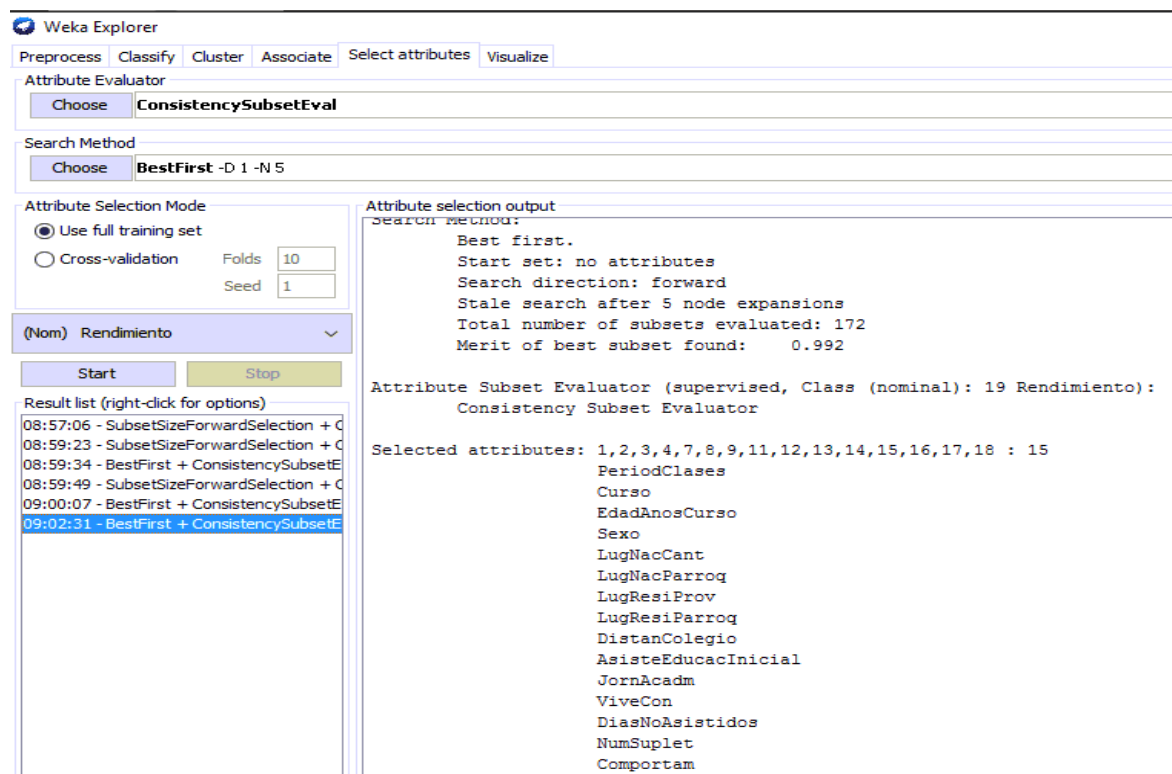 Weka Explorer
Preprocess Classify Cluster Associate Select attributes Visualize
Attribute Evaluator
Choose ConsistencySubsetEval
Search Method
Choose BestFirst -D 1 -N 5
Attribute Selection Mode
Use full training set
Cross-validation Folds 10
Seed 1
(Nom) Rendimiento
Start Stop
Result list (right-click for options)
08:57:06 - SubsetSizeForwardSelection + C
08:59:23 - SubsetSizeForwardSelection + C
08:59:34 - BestFirst + ConsistencySubsetE
08:59:49 - SubsetSizeForwardSelection + C
09:00:07 - BestFirst + ConsistencySubsetE
09:02:31 - BestFirst + ConsistencySubsetE
Attribute selection output
Search Method:
Best first.
Start set: no attributes
Search direction: forward
Stale search after 5 node expansions
Total number of subsets evaluated: 172
Merit of best subset found: 0.992
Attribute Subset Evaluator (supervised, Class (nominal): 19 Rendimiento):
Consistency Subset Evaluator
Selected attributes: 1,2,3,4,7,8,9,11,12,13,14,15,16,17,18 : 15
PeriodClases
Curso
EdadAnosCurso
Sexo
LugNacCant
LugNacParroq
LugResiProv
LugResiParroq
DistanColegio
AsisteEducacInicial
JornAcadm
ViveCon
DiasNoAsistidos
NumSuplet
Comportam